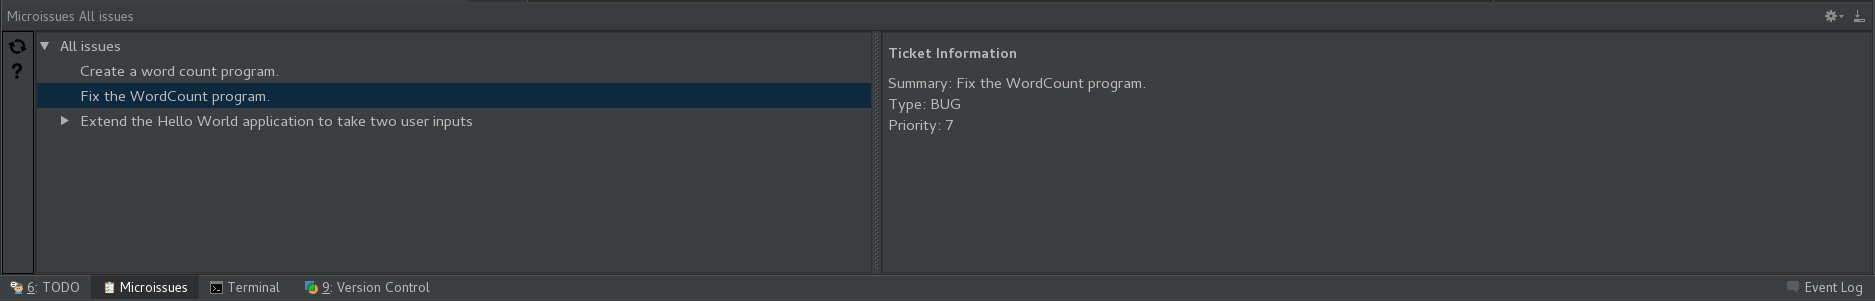 Microissues All issues
All issues
Create a word count program.
Fix the WordCount program.
Extend the Hello World application to take two user inputs
Ticket Information
Summary: Fix the WordCount program.
Type: BUG
Priority: 7
6: TODO Microissues Terminal 9: Version Control Event Log